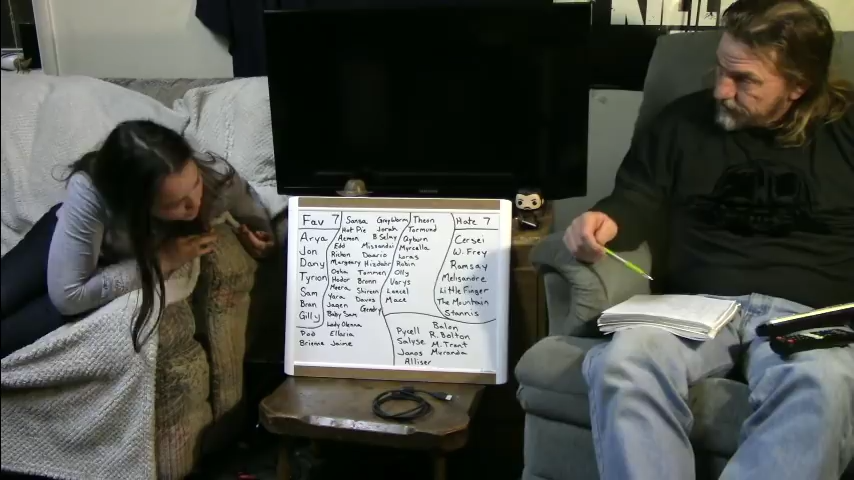 Fav 7
Arya
Jon
Dany
Tyrion
Sam
Bran
Gilly
Pod Ellaria
Brienne Jaime
Sansa Grey Worm
Hot Pie Jorah
Aemon B. Selmy
Edd Missandei
Rickon Daario
Margaery Hizdahr
Osha Tommen
Hodor Bronn
Meera Shireen
Yara Davos
Jaqen Gendry
Baby Sam
Lady Olenna
Theon
Tormund
Qyburn
Myrcella
Loras
Robin
Olly
Varys
Lancel
Mace
Hate 7
Cersei
W. Frey
Ramsay
Melisandre
Little Finger
The Mountain
Stannis
Pycell Balon
Salyse R. Bolton
Janos M. Trant
Alliser Myranda